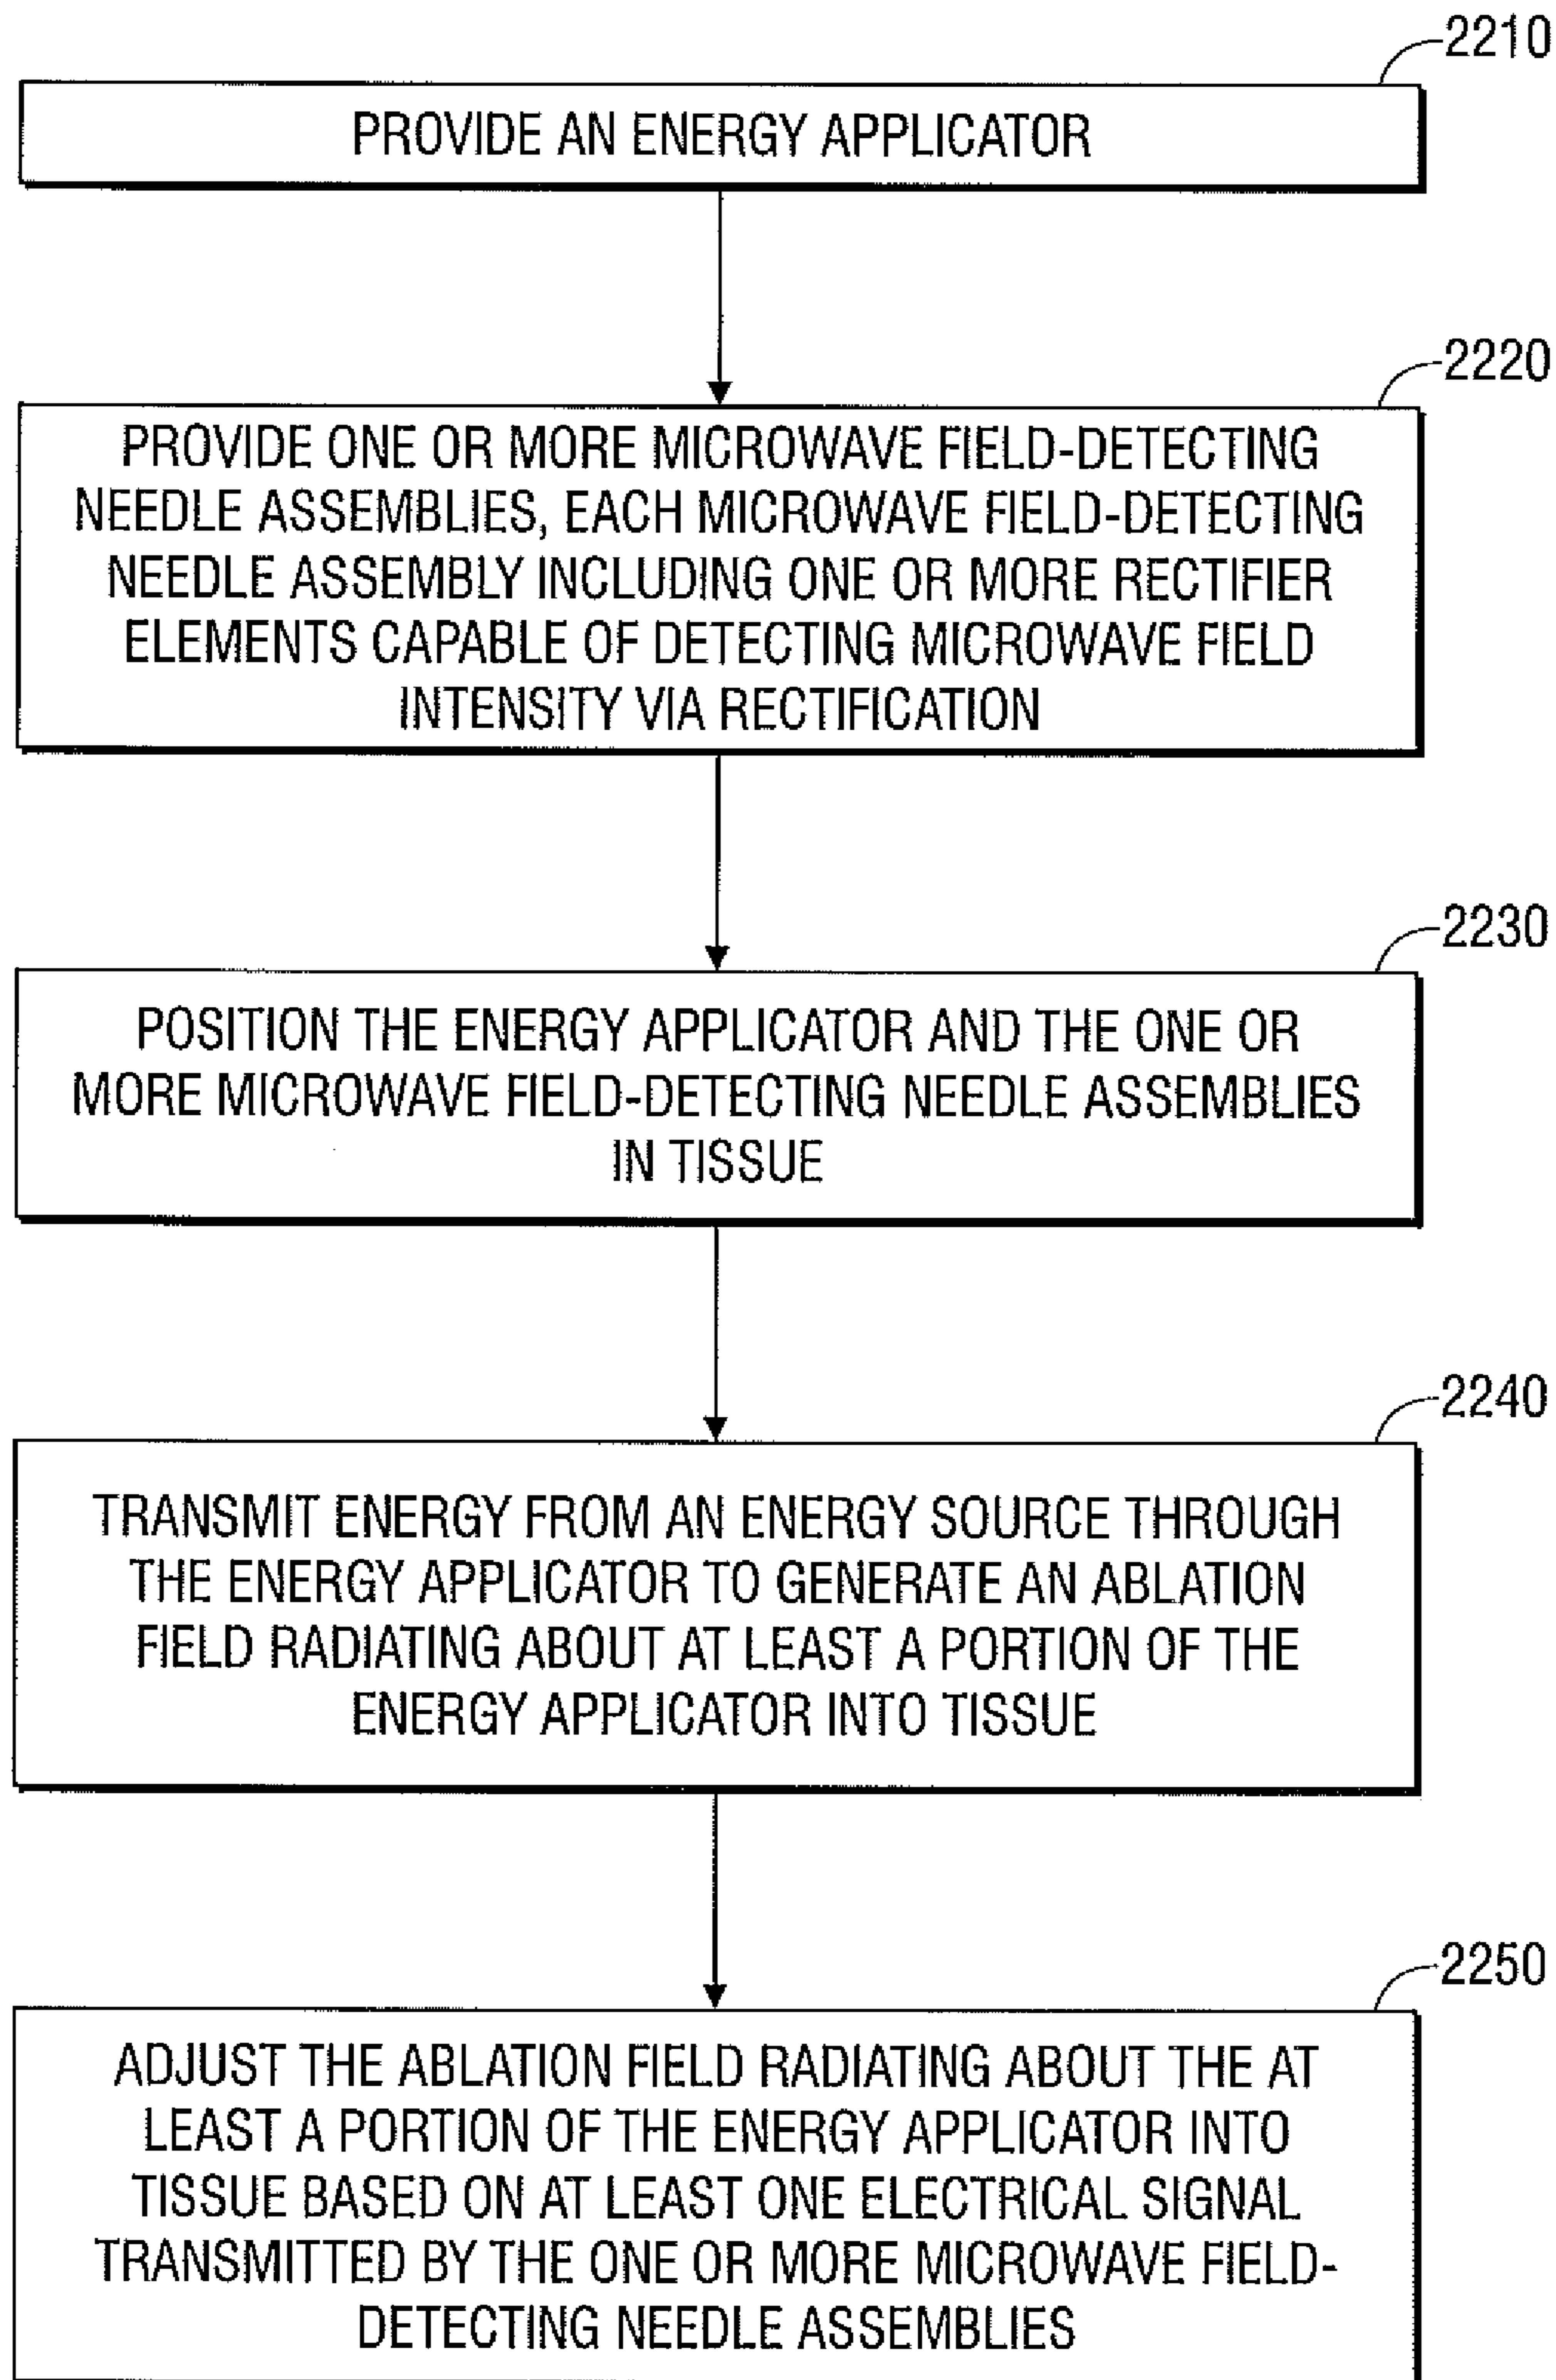 2210
PROVIDE AN ENERGY APPLICATOR
2220
PROVIDE ONE OR MORE MICROWAVE FIELD-DETECTING
NEEDLE ASSEMBLIES, EACH MICROWAVE FIELD-DETECTING
NEEDLE ASSEMBLY INCLUDING ONE OR MORE RECTIFIER
ELEMENTS CAPABLE OF DETECTING MICROWAVE FIELD
INTENSITY VIA RECTIFICATION
2230
POSITION THE ENERGY APPLICATOR AND THE ONE OR
MORE MICROWAVE FIELD-DETECTING NEEDLE ASSEMBLIES
IN TISSUE
2240
TRANSMIT ENERGY FROM AN ENERGY SOURCE THROUGH
THE ENERGY APPLICATOR TO GENERATE AN ABLATION
FIELD RADIATING ABOUT AT LEAST A PORTION OF THE
ENERGY APPLICATOR INTO TISSUE
2250
ADJUST THE ABLATION FIELD RADIATING ABOUT THE AT
LEAST A PORTION OF THE ENERGY APPLICATOR INTO
TISSUE BASED ON AT LEAST ONE ELECTRICAL SIGNAL
TRANSMITTED BY THE ONE OR MORE MICROWAVE FIELD-
DETECTING NEEDLE ASSEMBLIES